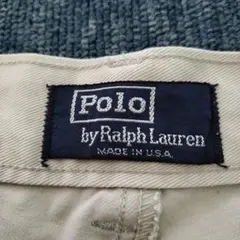 Polo
by Ralph Lauren
MADE IN U.S.A.